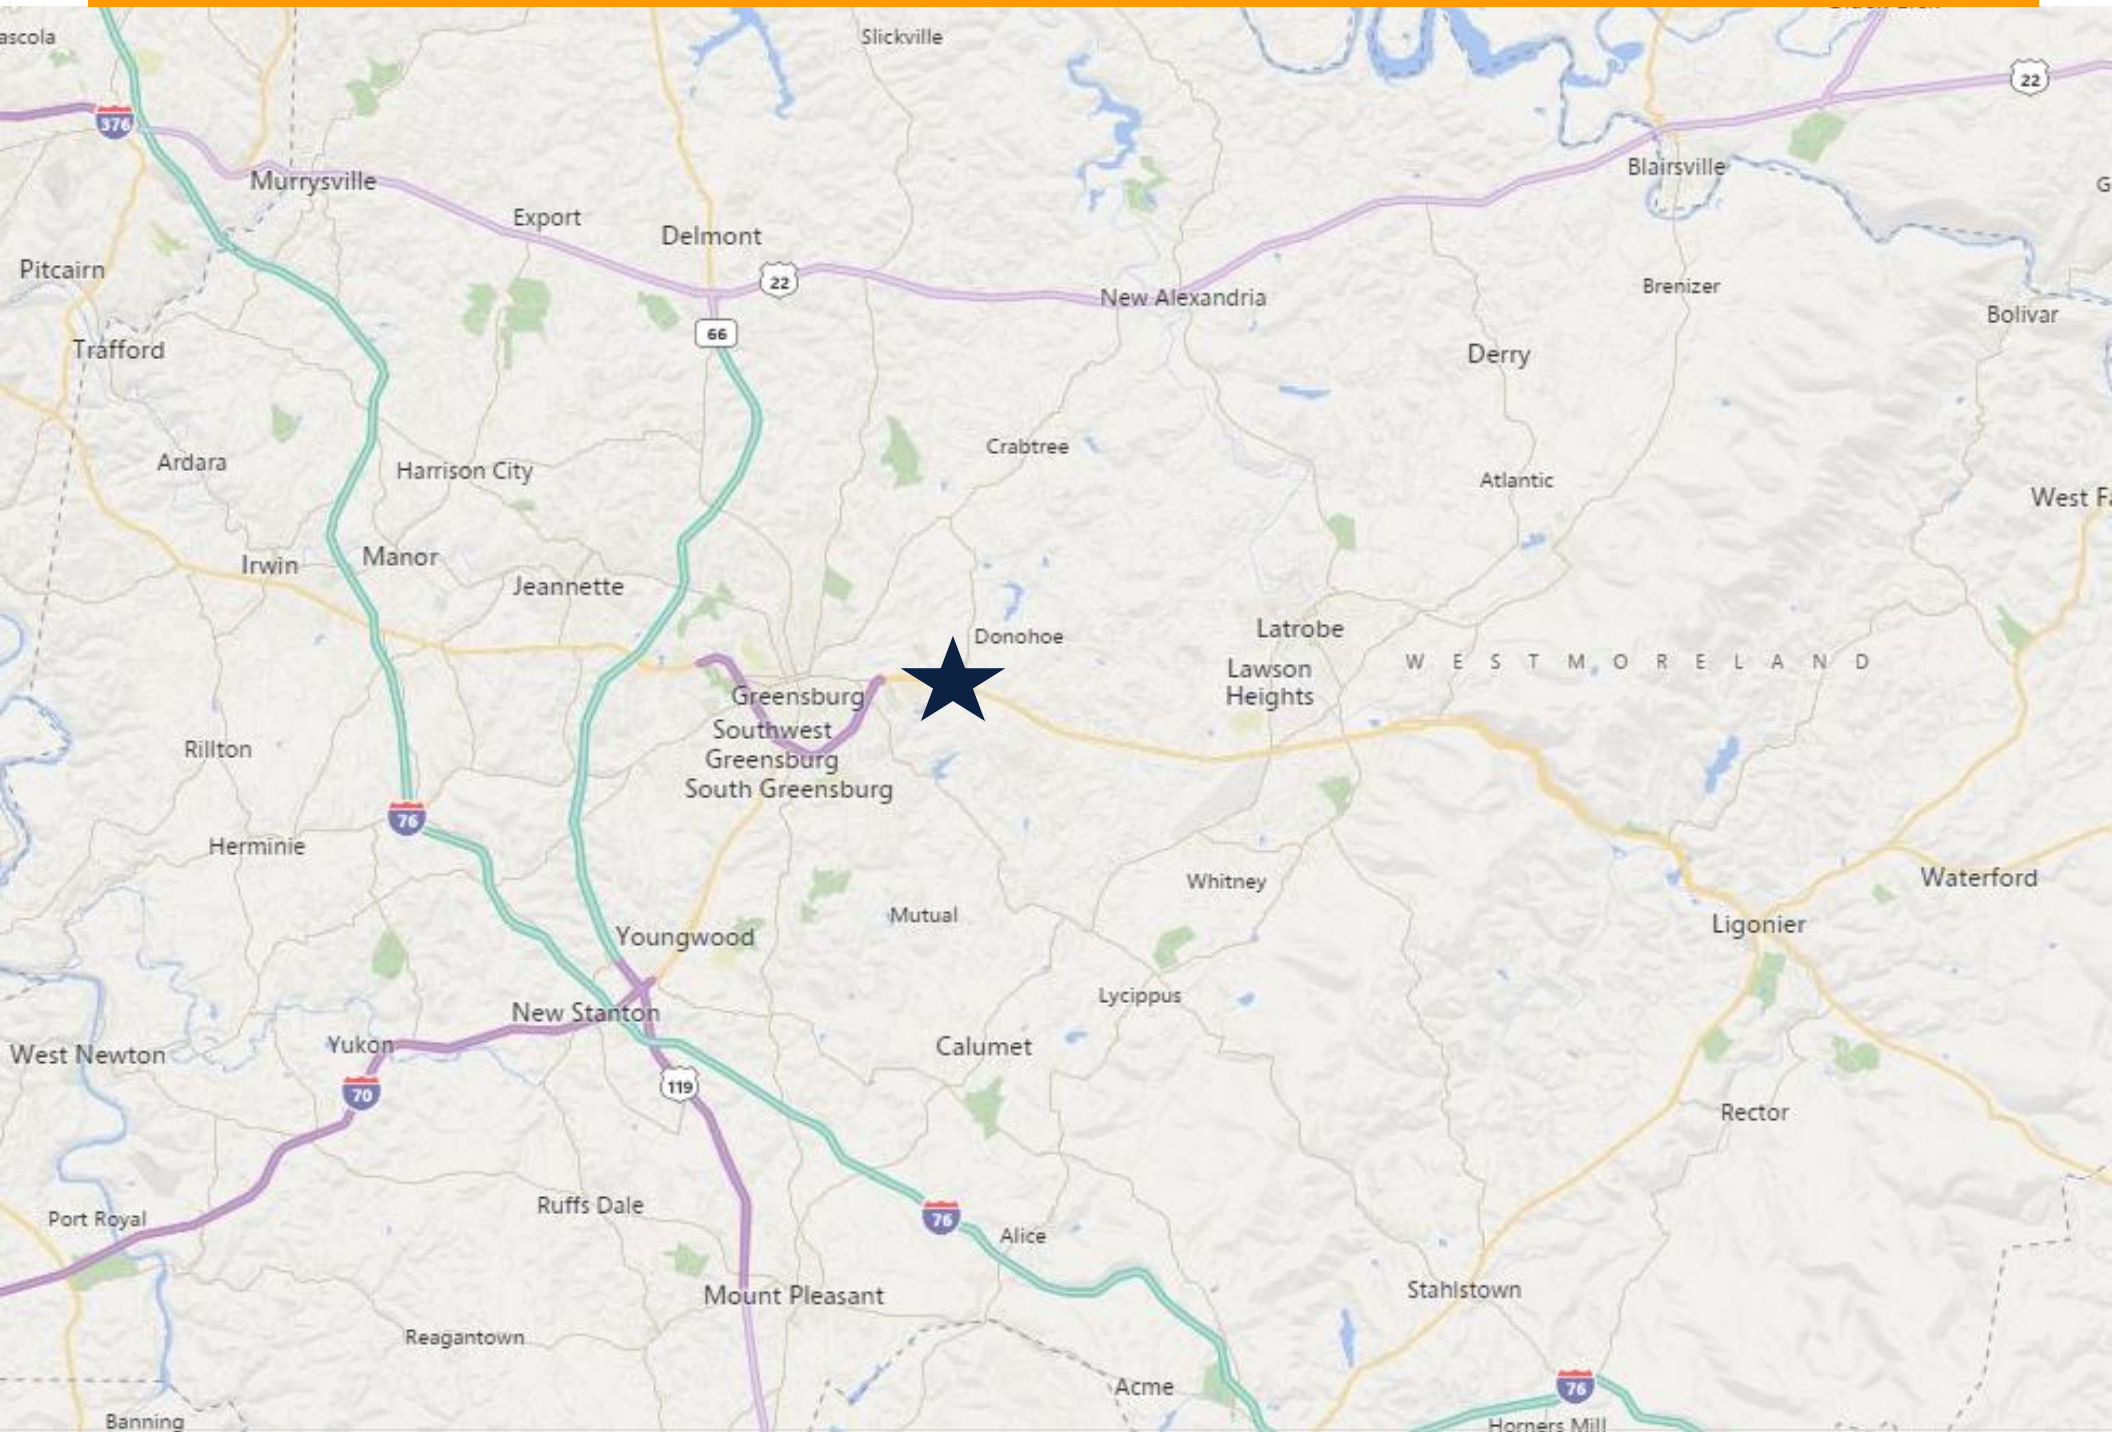 ascola
Slickville
22
376
Blairsville
Murrysville
G
Export
Delmont
Pitcairn
22
Brenizer
New Alexandria
Bolivar
66
Trafford
Derry
Crabtree
Ardara
Harrison City
Atlantic
West Fa
Manor
Irwin
Jeannette
Donohoe
Latrobe
WESTMORELAND
Lawson
Heights
Greensburg
Southwest
Greensburg
South Greensburg
Rillton
76
Herminie
Whitney
Waterford
Mutual
Ligonier
Youngwood
Lycippus
New Stanton
Yukon
Calumet
West Newton
119
70
Rector
Ruffs Dale
Port Royal
76
Alice
Stahlstown
Mount Pleasant
Reagantown
Acme
76
Banning
Horners Mill